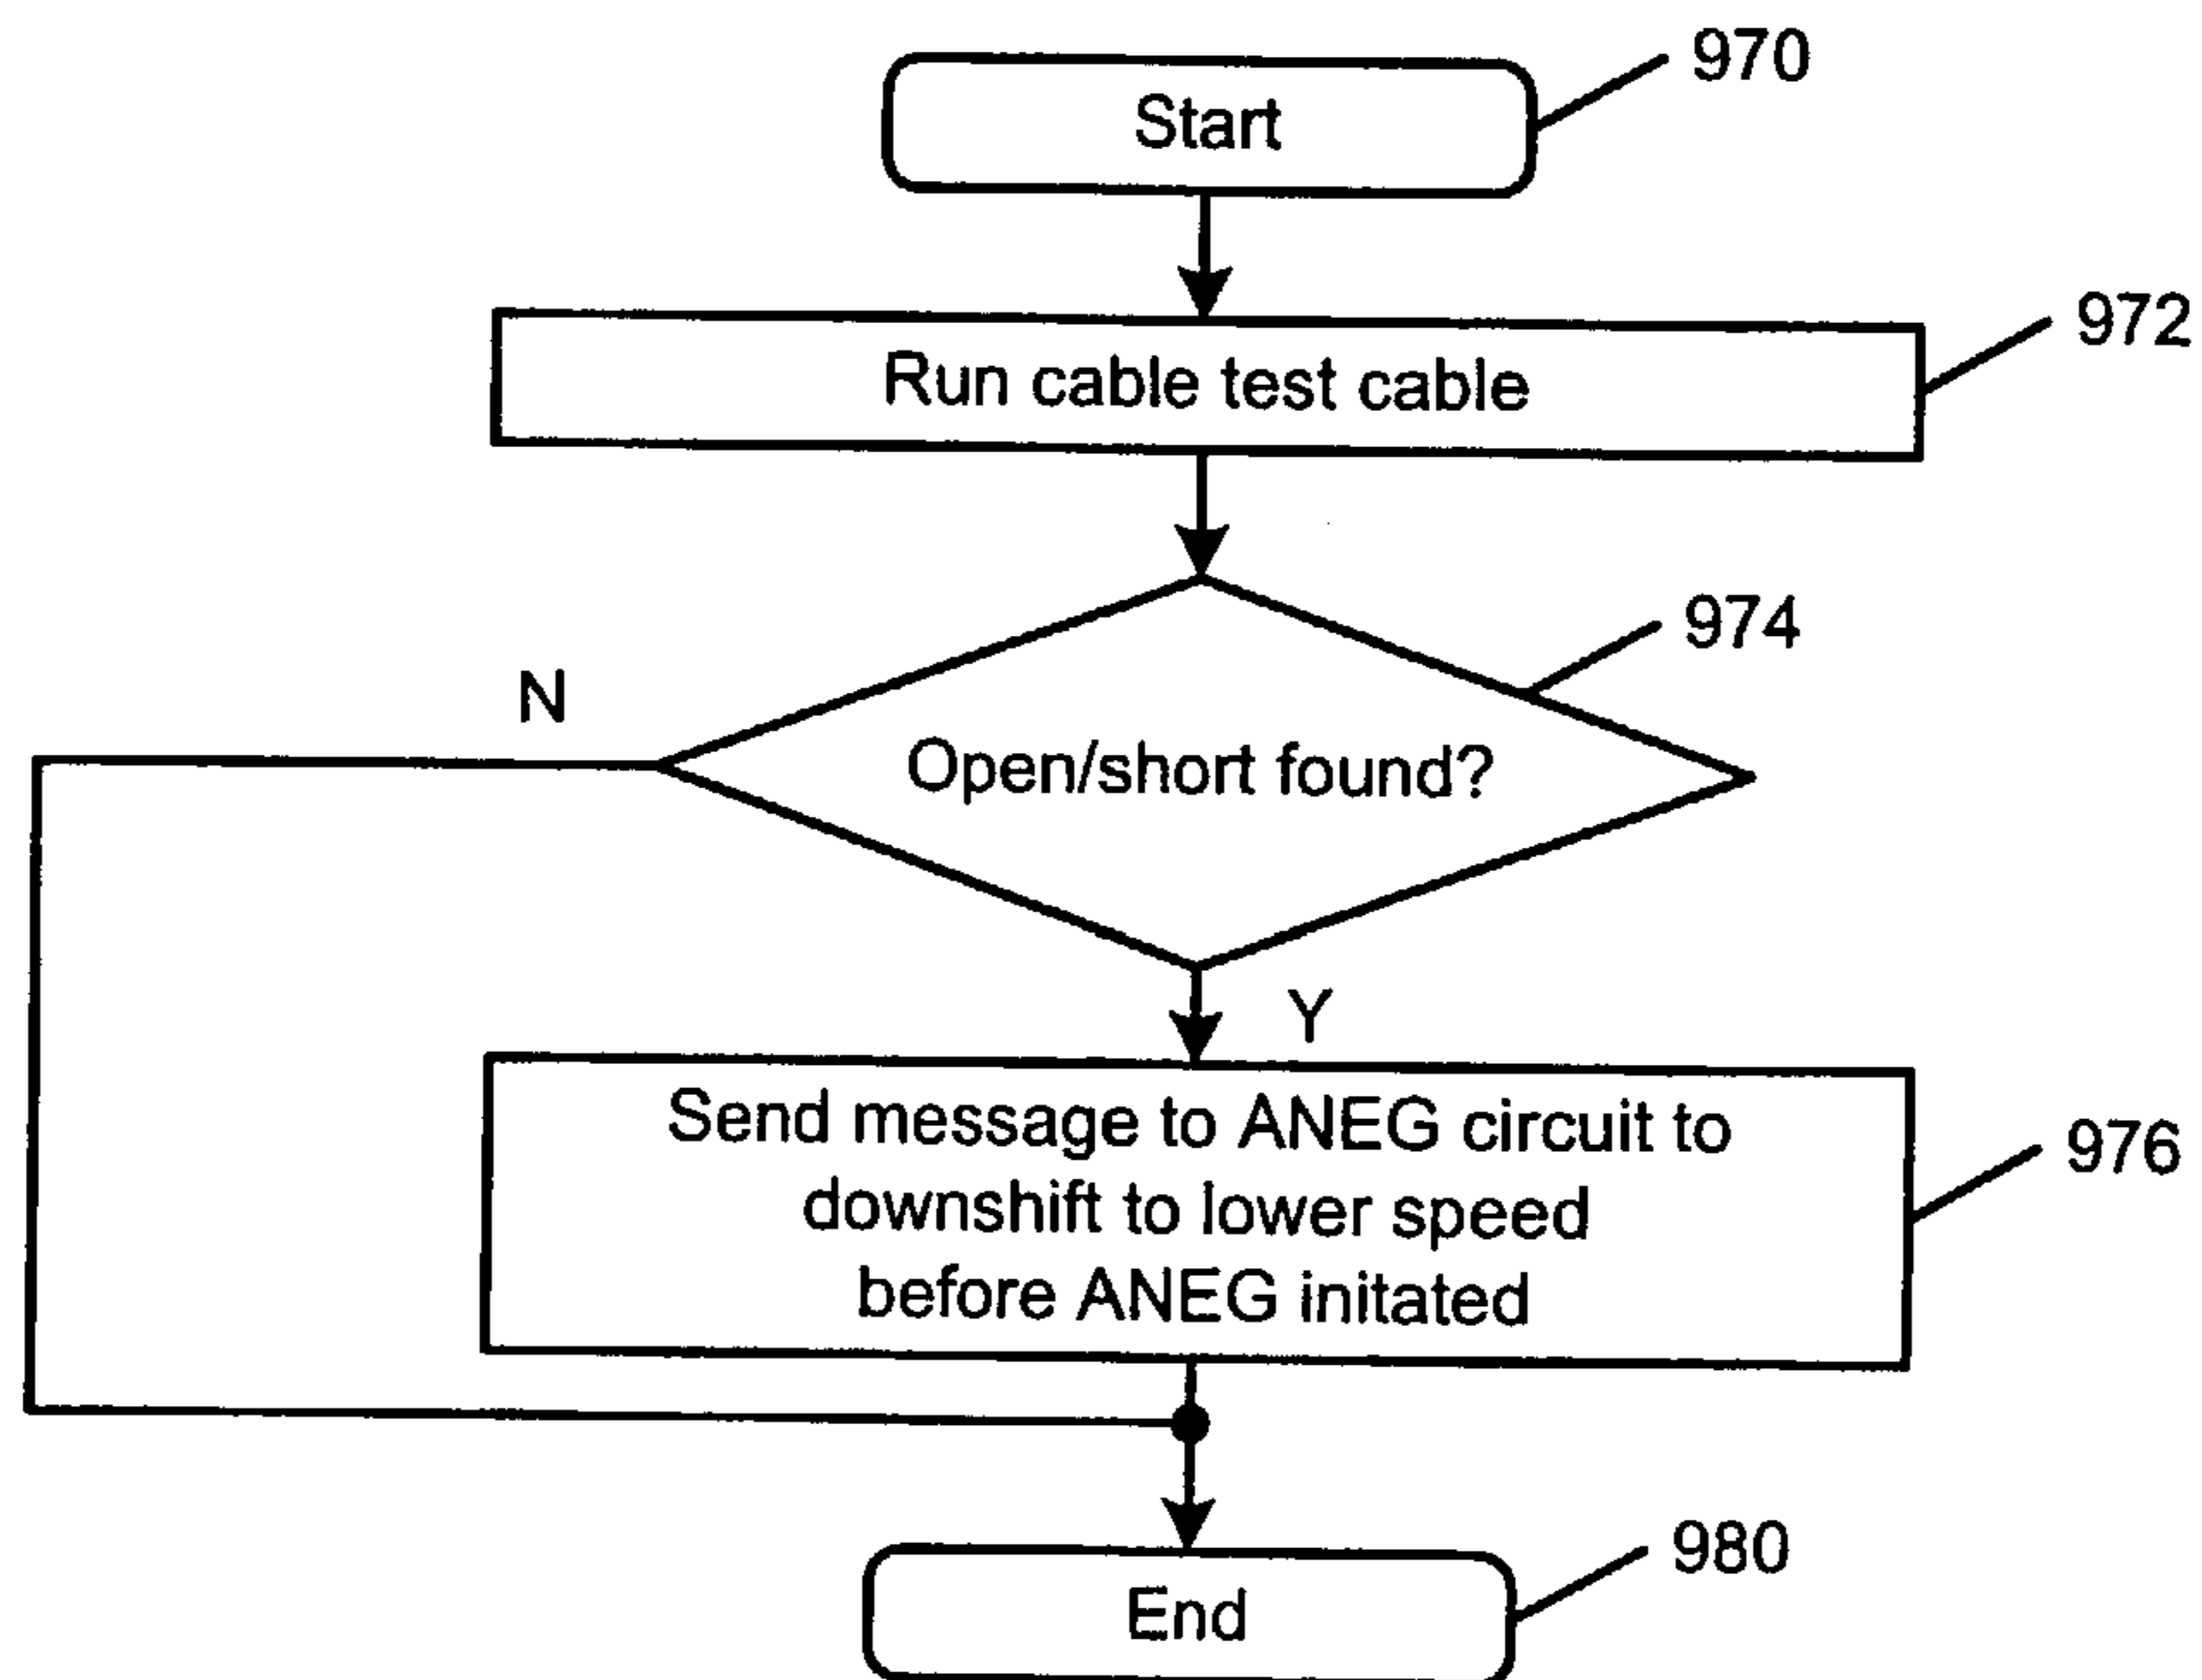 Start
970
Run cable test cable
972
974
N
Open/short found?
Y
Send message to ANEG circuit to
downshift to lower speed
before ANEG initated
976
End
980